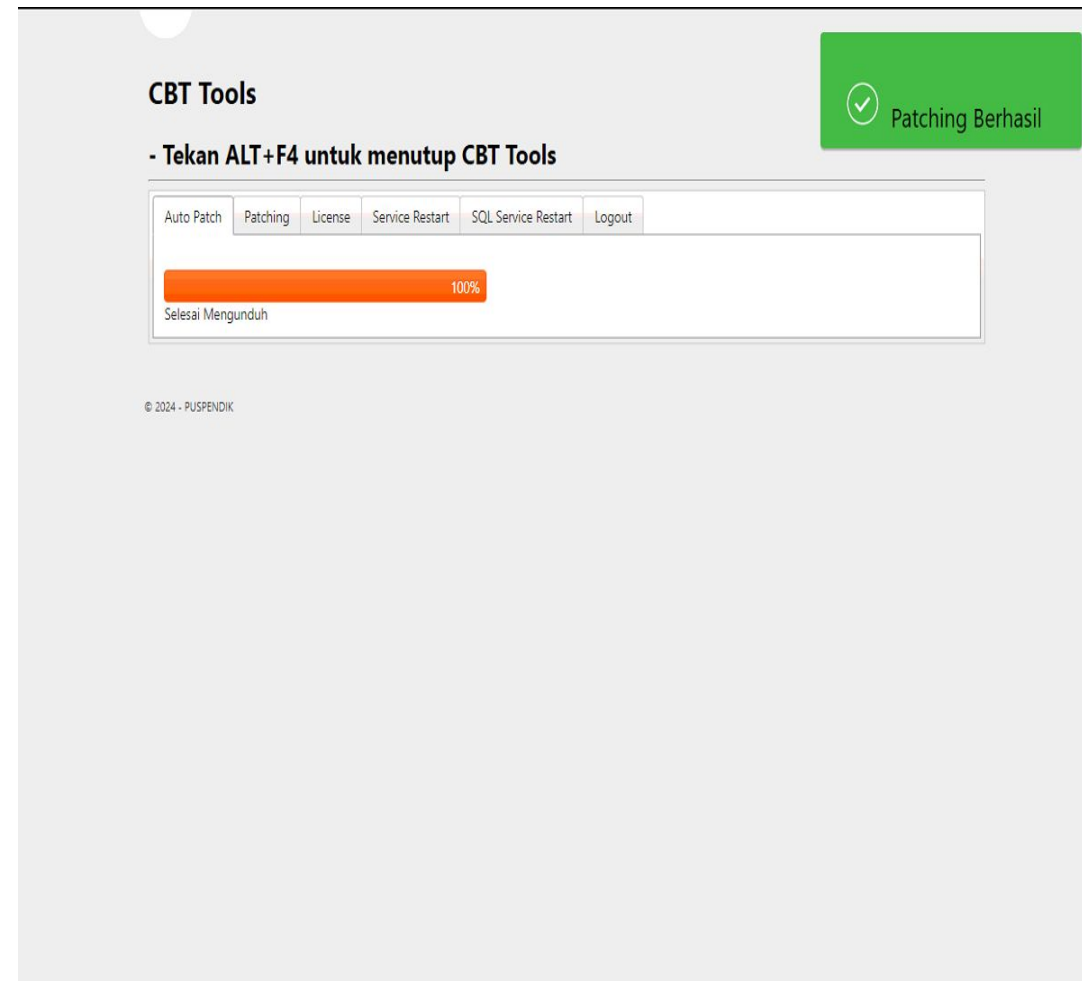 CBT Tools
Patching Berhasil
- Tekan ALT+F4 untuk menutup CBT Tools
Auto Patch Patching License Service Restart SQL Service Restart Logout
100%
Selesai Mengunduh
© 2024 - PUSPENDIK